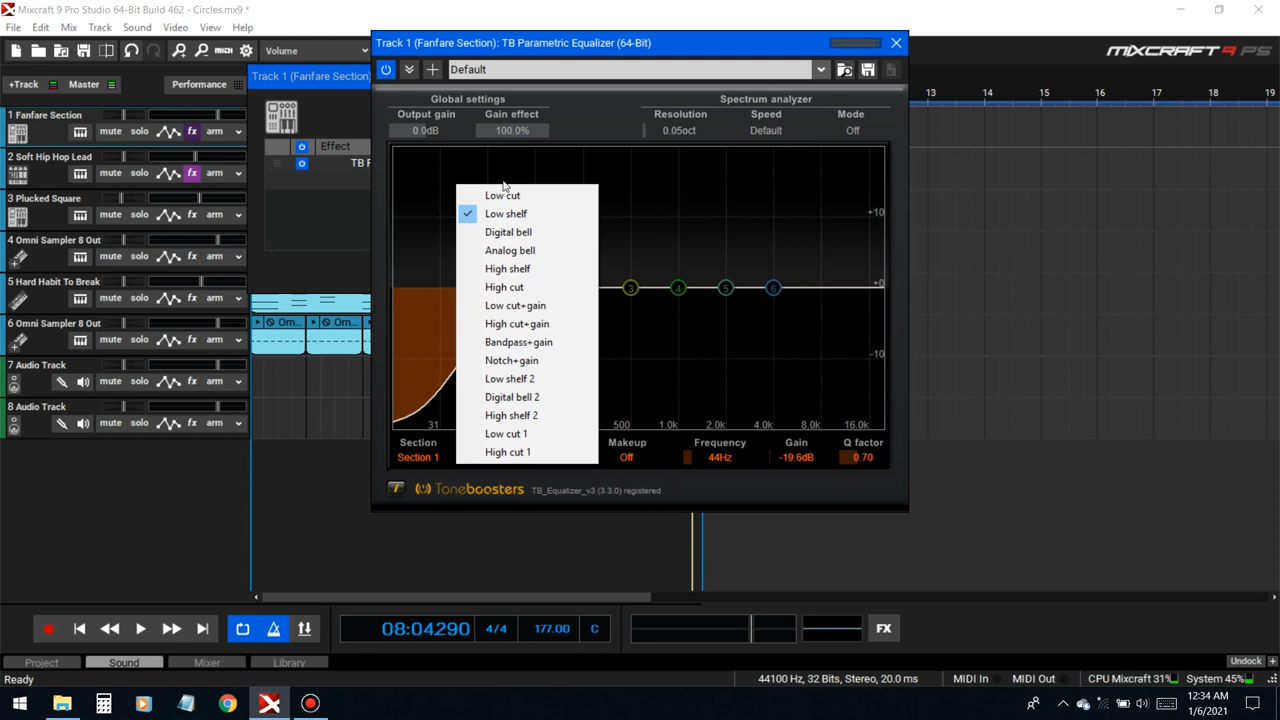 Mixcraft 9 Pro Studio 64-Bit Build 462 - Circles.mx9 *
File Edit Mix Track Sound Video View Help
Volume
MIXCRAFT 9 PS
+Track Master Performance
Track 1 (Fanfare Section)
Track 1 (Fanfare Section): TB Parametric Equalizer (64-Bit)
Default
Global settings
Output gain Gain effect
0.0dB 100.0%
Spectrum analyzer
Resolution Speed Mode
0.05oct Default Off
13 14 15 16 17 18 19
1 Fanfare Section
mute solo fx arm
2 Soft Hip Hop Lead
mute solo fx arm
3 Plucked Square
mute solo fx arm
4 Omni Sampler 8 Out
mute solo fx arm
5 Hard Habit To Break
mute solo fx arm
6 Omni Sampler 8 Out
mute solo fx arm
7 Audio Track
mute solo fx arm
8 Audio Track
mute solo fx arm
Effect
TB P
Om... Om...
Low cut
Low shelf
Digital bell
Analog bell
High shelf
High cut
Low cut+gain
High cut+gain
Bandpass+gain
Notch+gain
Low shelf 2
Digital bell 2
High shelf 2
Low cut 1
High cut 1
3 4 5 6
+10
+0
-10
31 500 1.0k 2.0k 4.0k 8.0k 16.0k
Section Makeup Frequency Gain Q factor
Section 1 Off 44Hz -19.6dB 0.70
i Toneboosters TB_Equalizer_v3 (3.3.0) registered
08:04.290 4/4 177.00 C FX
Project Sound Mixer Library Undock +
Ready 44100 Hz, 32 Bits, Stereo, 20.0 ms MIDI In MIDI Out CPU Mixcraft 31% System 45%
12:34 AM
1/6/2021